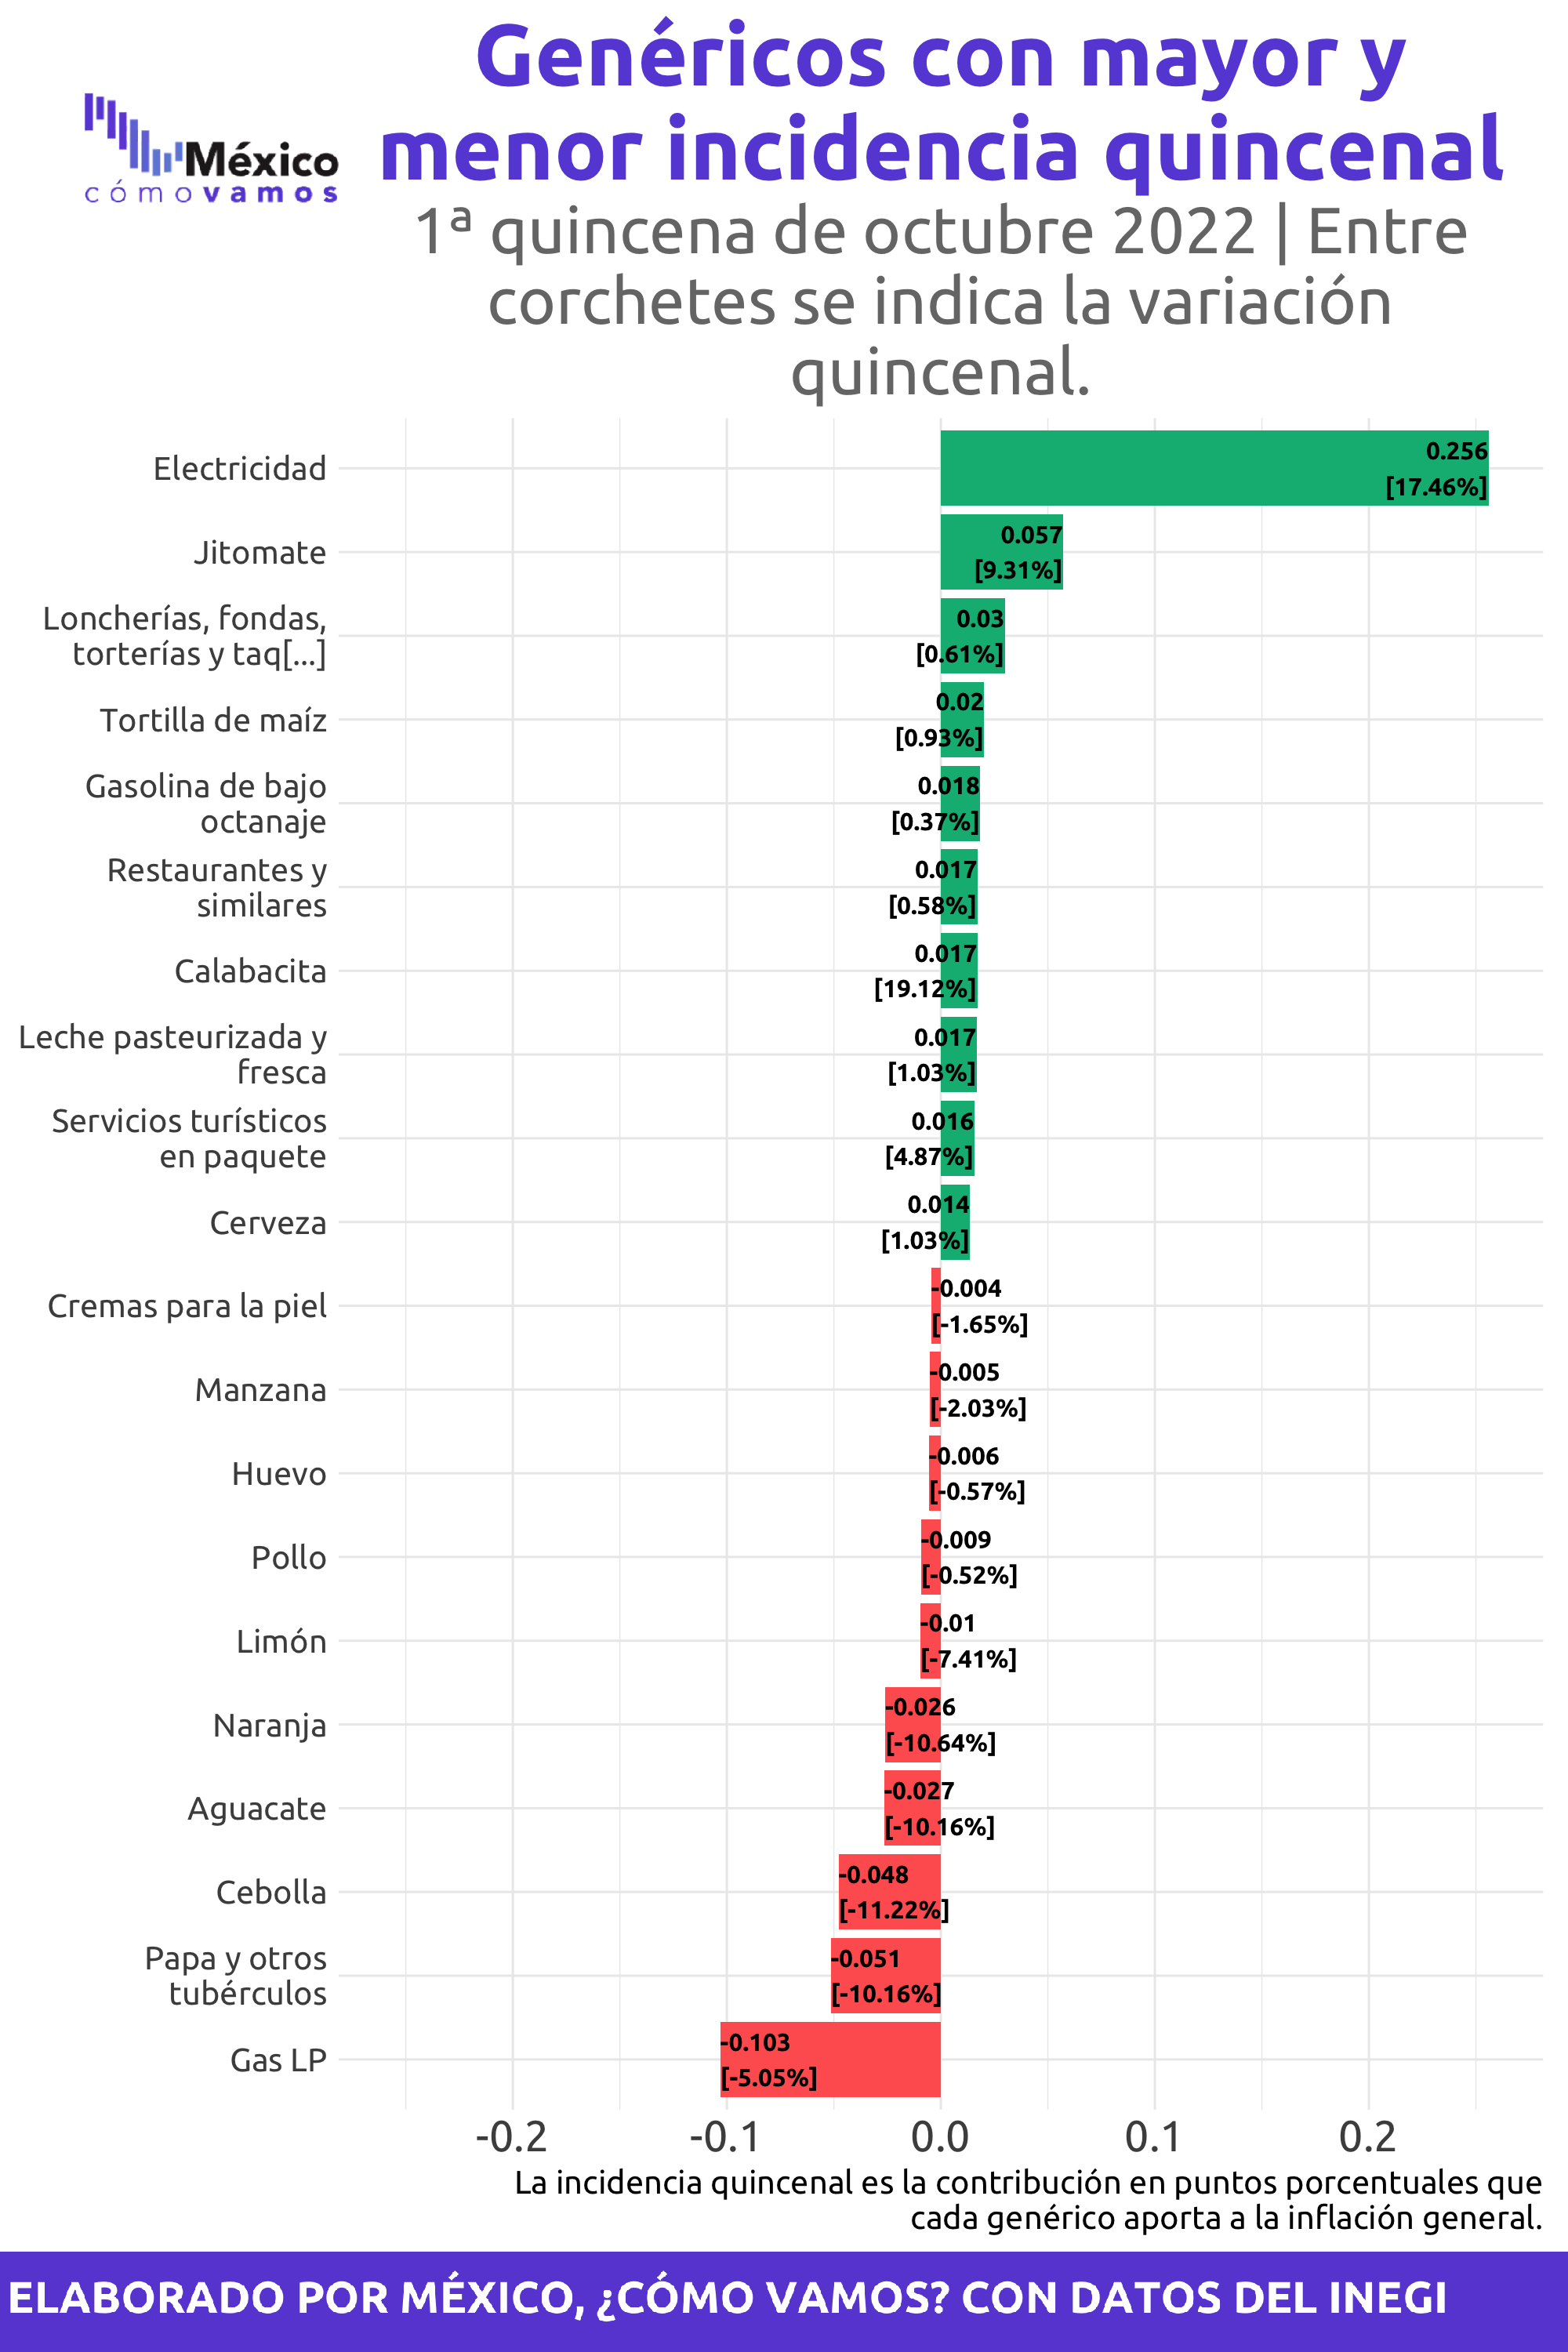 Genéricos con mayor y
menor incidencia quincenal
México
cómovamos
1ª quincena de octubre 2022 | Entre
corchetes se indica la variación
quincenal.
Electricidad
0.256
[17.46%]
Jitomate
0.057
[9.31%]
Loncherías, fondas,
torterías y taq[...]
0.03
[0.61%]
Tortilla de maíz
0.02
[0.93%]
Gasolina de bajo
octanaje
0.018
[0.37%]
Restaurantes y
similares
0.017
[0.58%]
Calabacita
0.017
[19.12%]
Leche pasteurizada y
fresca
0.017
[1.03%]
Servicios turísticos
en paquete
0.016
[4.87%]
Cerveza
0.014
[1.03%]
Cremas para la piel
-0.004
[-1.65%]
Manzana
-0.005
[-2.03%]
Huevo
-0.006
[-0.57%]
Pollo
-0.009
[-0.52%]
Limón
-0.01
[-7.41%]
Naranja
-0.026
[-10.64%]
Aguacate
-0.027
[-10.16%]
Cebolla
-0.048
[-11.22%]
Papa y otros
tubérculos
-0.051
[-10.16%]
Gas LP
-0.103
[-5.05%]
-0.2 -0.1 0.0 0.1 0.2
La incidencia quincenal es la contribución en puntos porcentuales que
cada genérico aporta a la inflación general.
ELABORADO POR MÉXICO, ¿CÓMO VAMOS? CON DATOS DEL INEGI